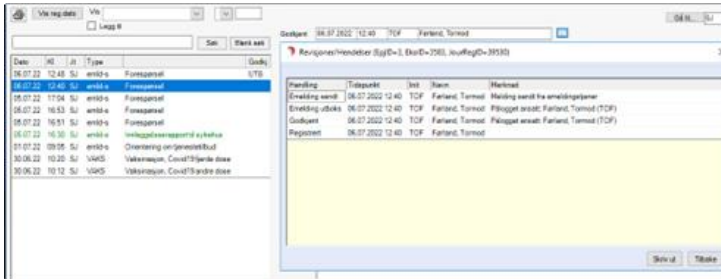 Vis reg.dato
Vis
Gå til...
SJ
Legg til
Godkjent 06.07.2022 12:40 TOF Førland, Tormod
Søk
Blank søk
Revisjoner/Hendelser
Dato Kl Type Godkj
06.07.22 12:48 SJ emld-s Forespørsel UTB
06.07.22 12:40 SJ emld-s Forespørsel
05.07.22 17:04 SJ emld-s Forespørsel
05.07.22 16:53 SJ emld-s Forespørsel
05.07.22 16:51 SJ emld-s Forespørsel
05.07.22 16:30 SJ emld-s Innleggelsesrapport til sykehus
01.07.22 09:05 SJ emld-s Orientering om tjenestetilbud
30.06.22 10:20 SJ VAKS Vaksinasjon, Covid19 fjerde dose
30.06.22 10:12 SJ VAKS Vaksinasjon, Covid19 andre dose
Handling Tidspunkt Init Navn Merknad
Emelding sendt 06.07.2022 12:40 TOF Førland, Tormod Melding sendt fra emeldingstjener
Emelding utboks 06.07.2022 12:40 TOF Førland, Tormod Pålogget ansatt: Førland, Tormod (TOF)
Godkjent 06.07.2022 12:40 TOF Førland, Tormod Pålogget ansatt: Førland, Tormod (TOF)
Registrert 06.07.2022 12:40 TOF Førland, Tormod
Skriv ut
Tilbake